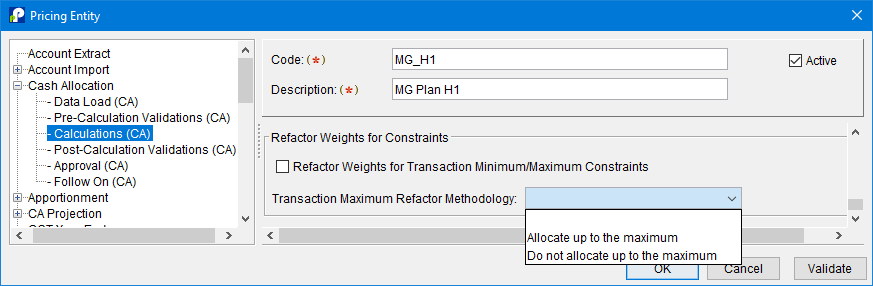 Pricing Entity
Account Extract
Account Import
Cash Allocation
- Data Load (CA)
- Pre-Calculation Validations (CA)
- Calculations (CA)
- Post-Calculation Validations (CA)
- Approval (CA)
- Follow On (CA)
Apportionment
CA Projection
Code: (*) MG_H1
Active
Description: (*) MG Plan H1
Refactor Weights for Constraints
Refactor Weights for Transaction Minimum/Maximum Constraints
Transaction Maximum Refactor Methodology:
Allocate up to the maximum
Do not allocate up to the maximum
OK Cancel Validate